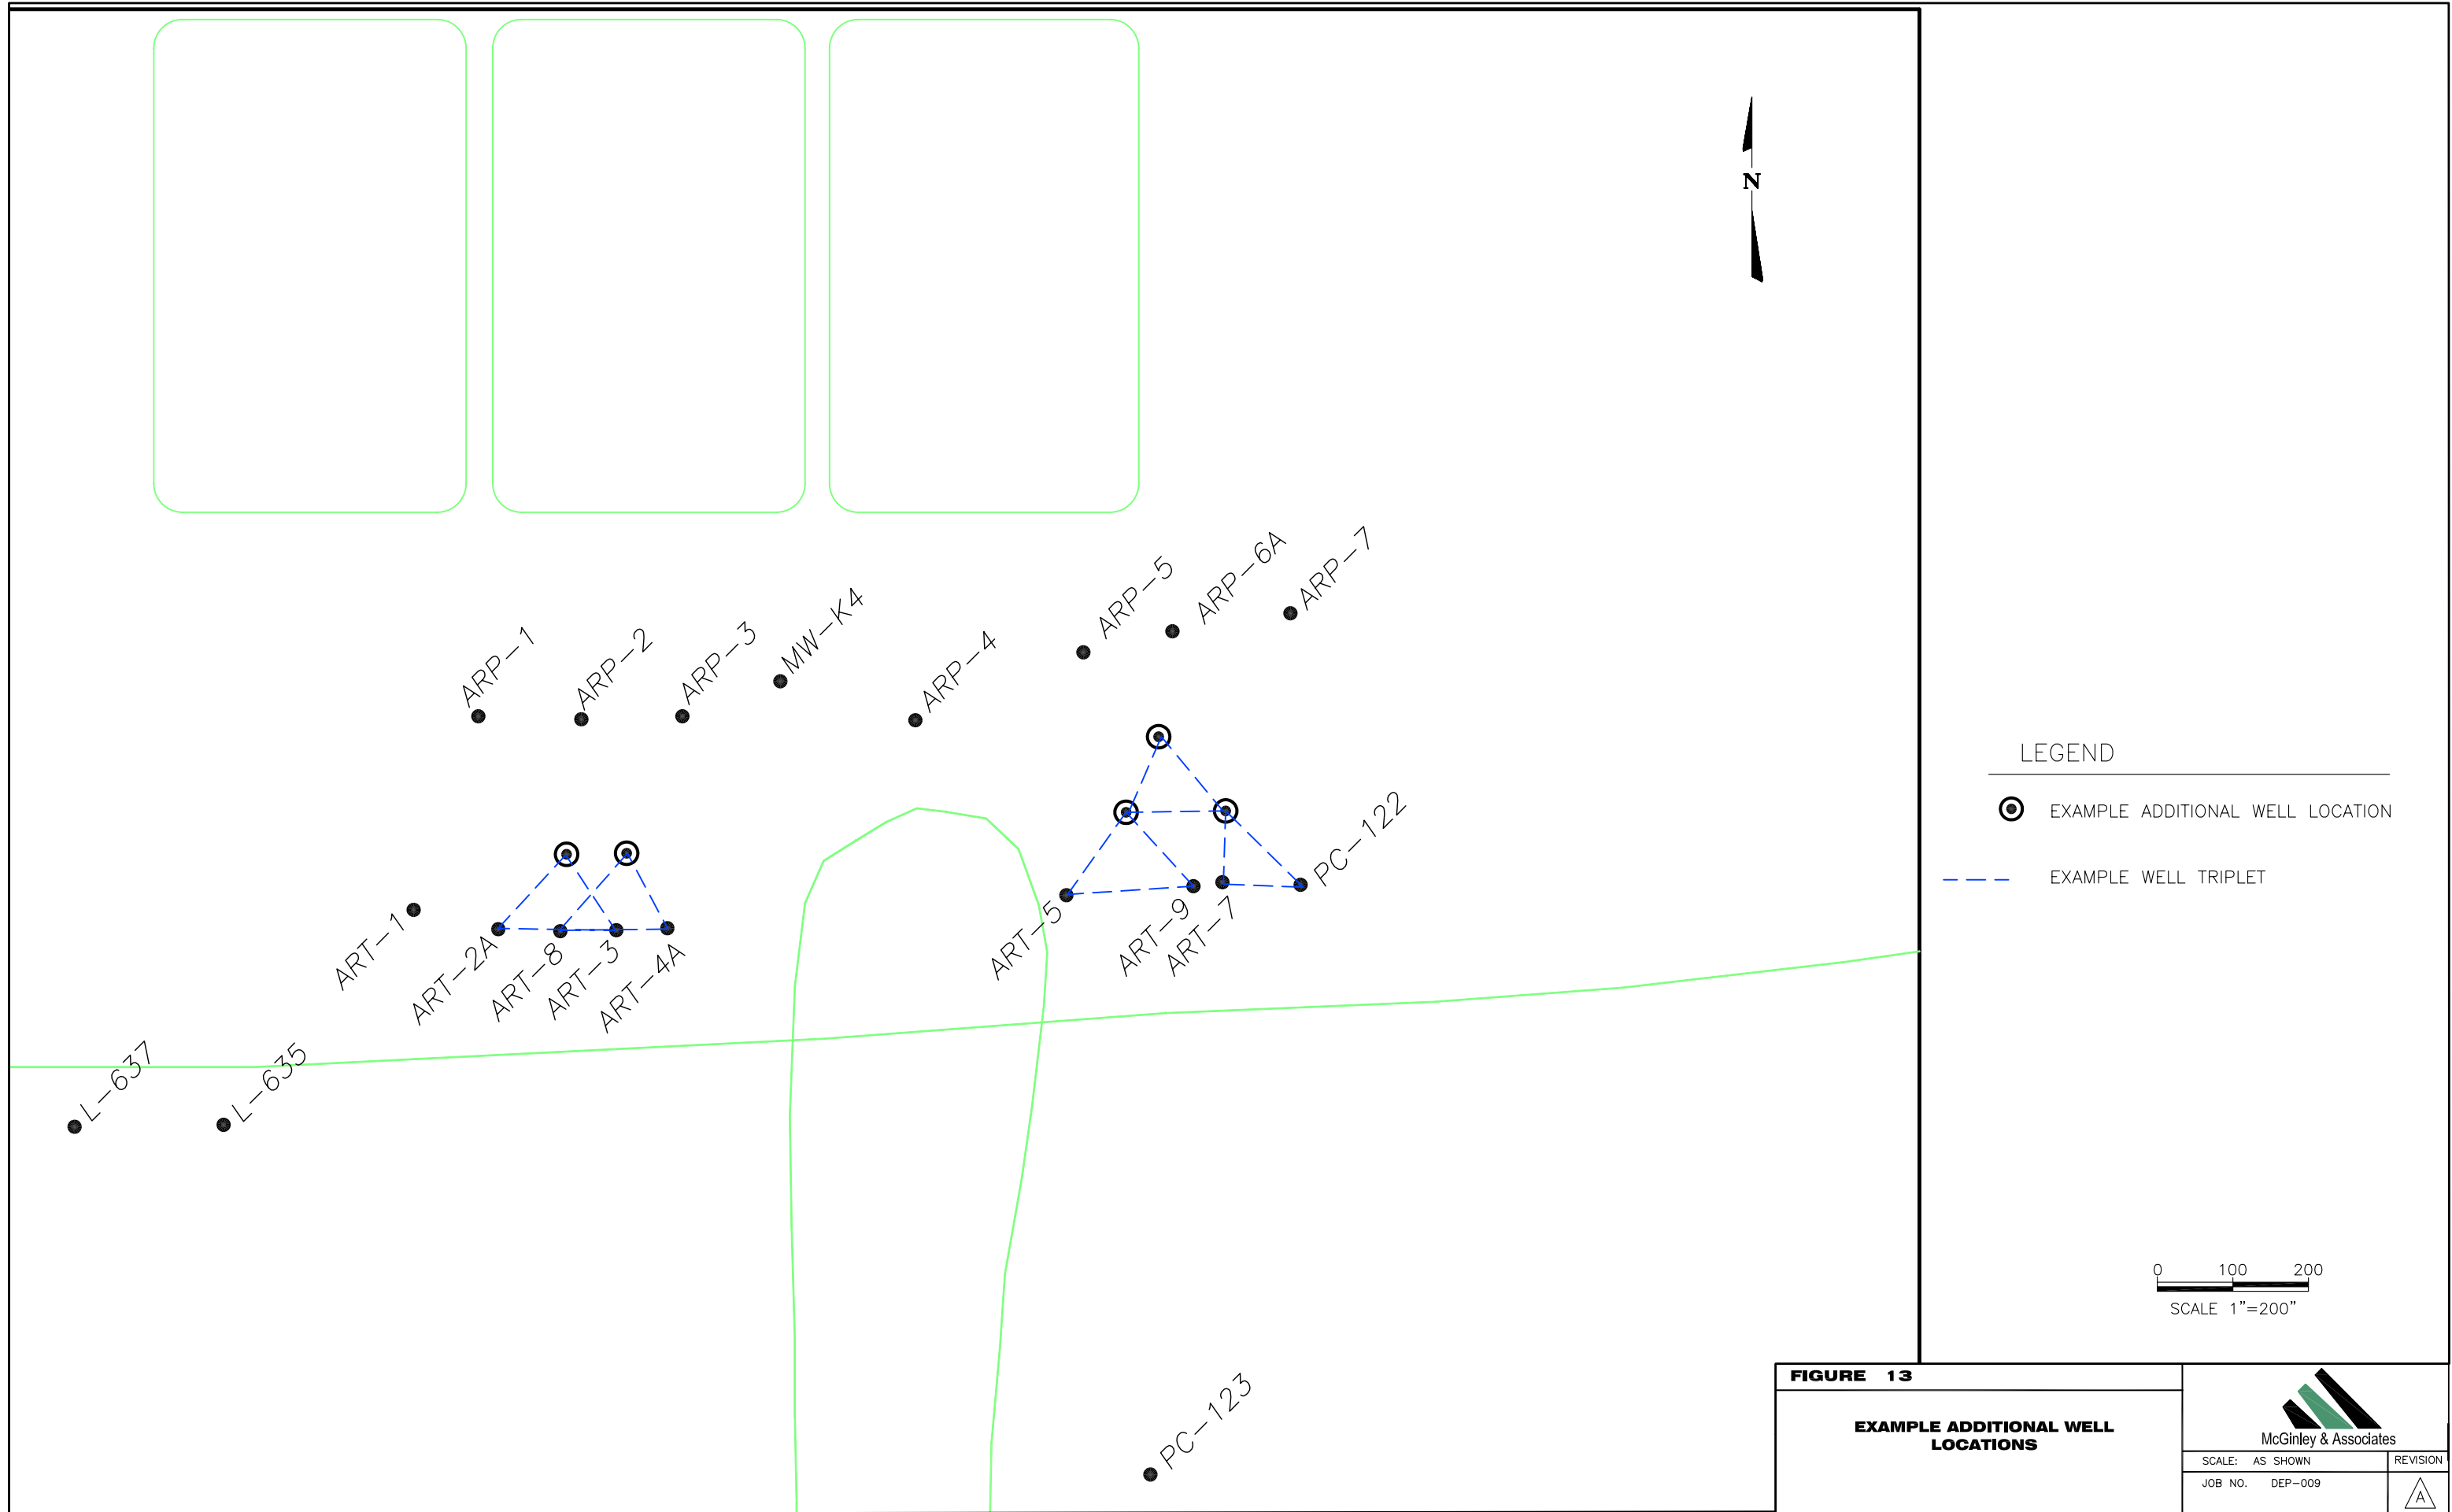 N
ARP-7
ARP-6A
ARP-5
MW-K4
ARP-1
ARP-2
ARP-3
ARP-4
LEGEND
EXAMPLE ADDITIONAL WELL LOCATION
EXAMPLE WELL TRIPLET
PC-122
ART-1
ART-2A
ART-8
ART-3
ART-4A
ART-5
ART-9
ART-7
L-637
L-635
0 100 200
SCALE 1"=200"
PC-123
FIGURE 13
EXAMPLE ADDITIONAL WELL
LOCATIONS
McGinley & Associates
SCALE: AS SHOWN
REVISION
JOB NO. DEP-009
A